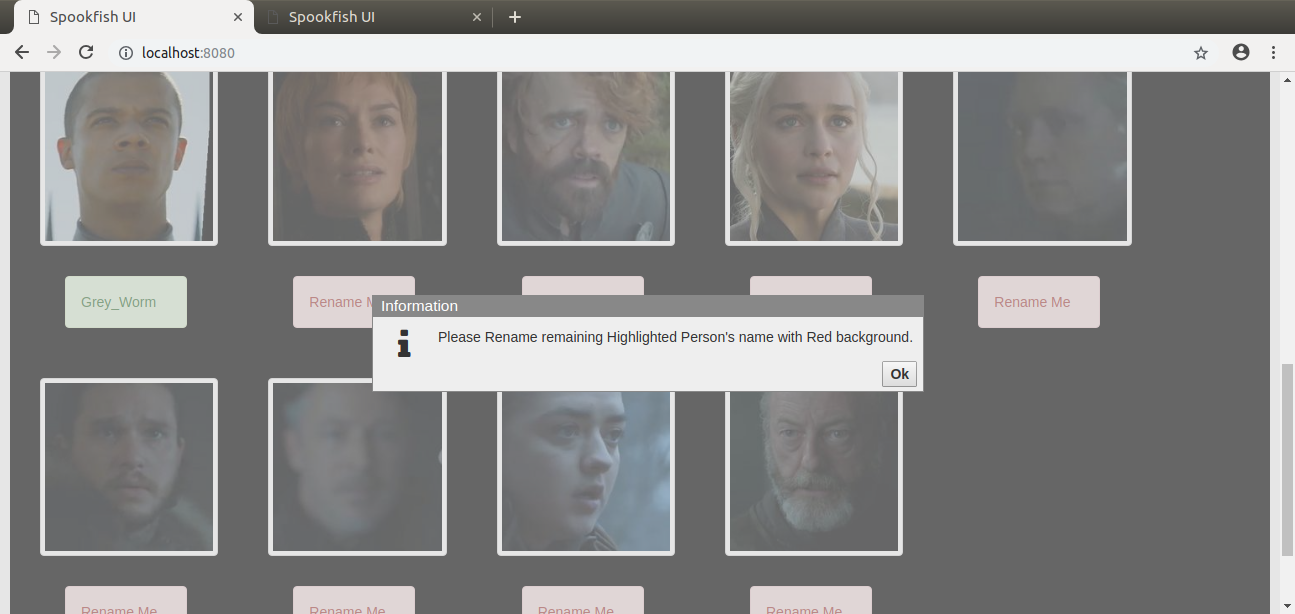 Spookfish UI
Spookfish UI
localhost:8080
Grey_Worm
Rename M
Rename Me
Information
Please Rename remaining Highlighted Person's name with Red background.
Ok
Rename Me
Rename Me
Rename Me
Rename Me